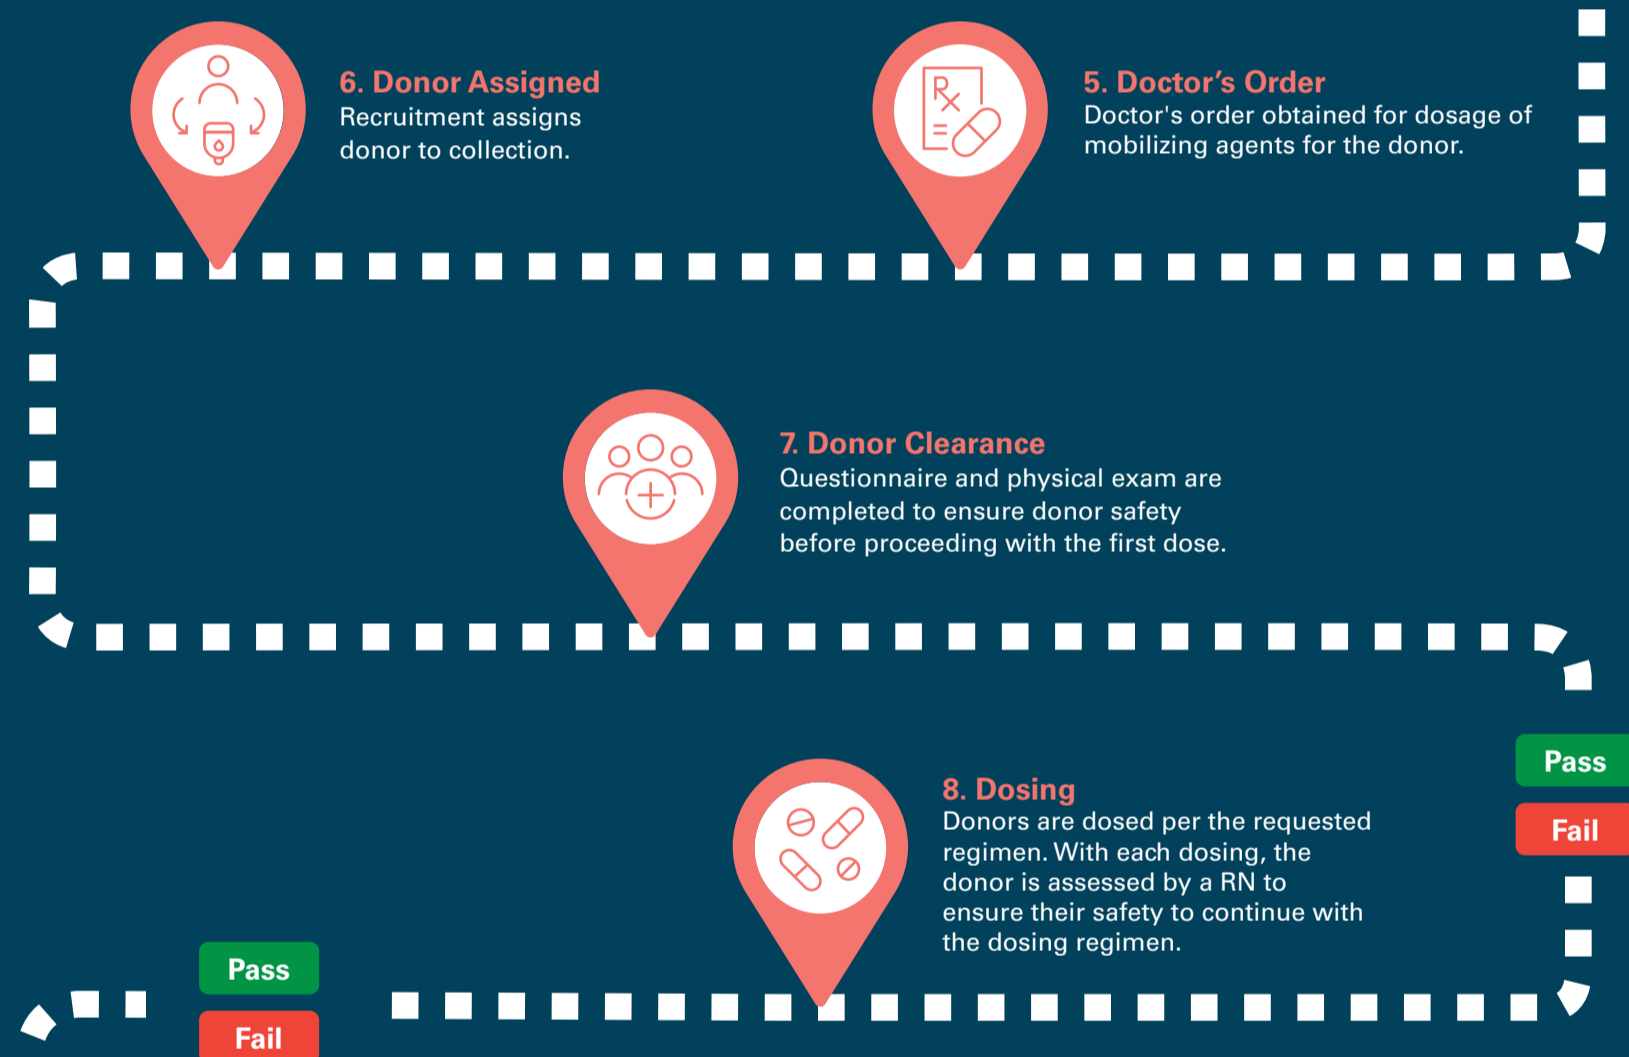 5. Doctor's Order
Doctor's order obtained for dosage of
mobilizing agents for the donor.
6. Donor Assigned
Recruitment assigns
donor to collection.
Rx
7. Donor Clearance
Questionnaire and physical exam are
completed to ensure donor safety
before proceeding with the first dose.
Pass
Fail
8. Dosing
Donors are dosed per the requested
regimen. With each dosing, the
donor is assessed by a RN to
ensure their safety to continue with
the dosing regimen.
Pass
Fail